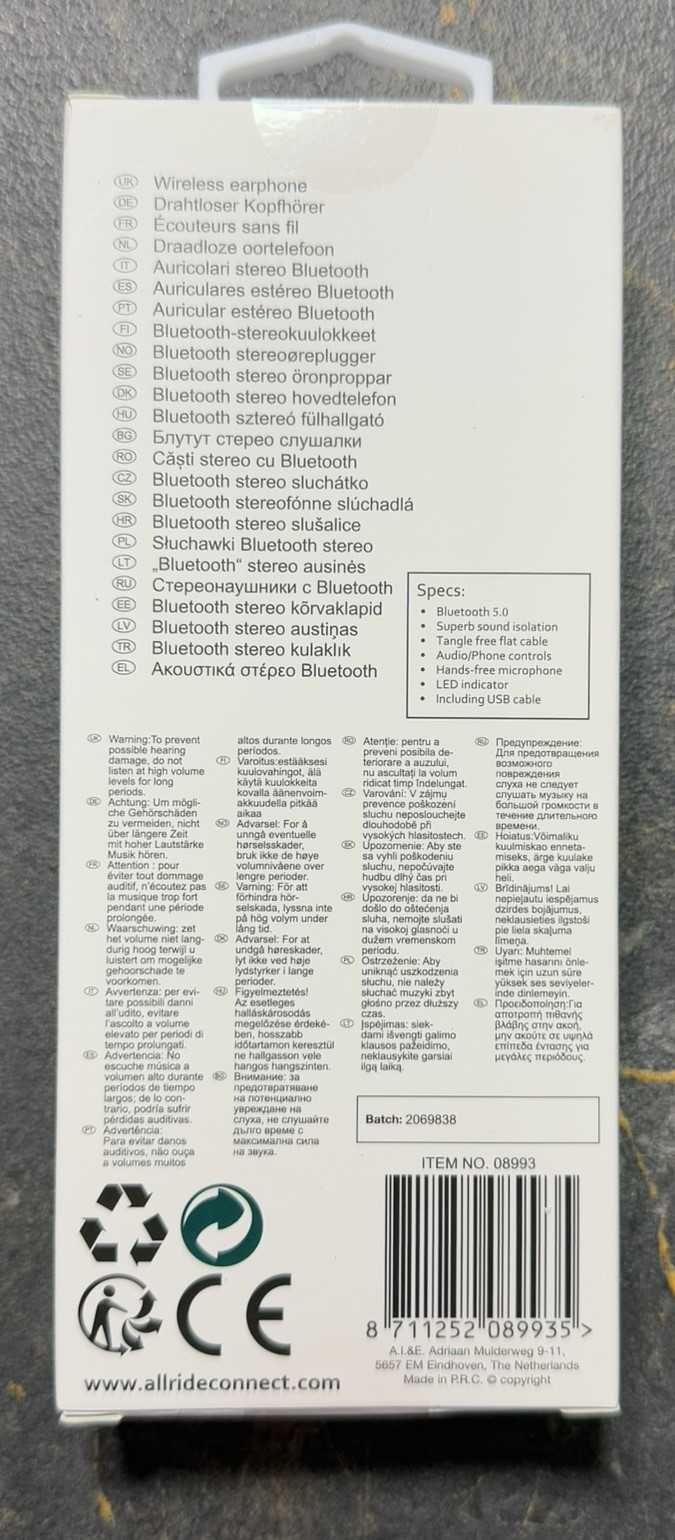 UK Wireless earphone
DE Drahtloser Kopfhörer
FR Écouteurs sans fil
NL Draadloze oortelefoon
IT Auricolari stereo Bluetooth
ES Auriculares estéreo Bluetooth
PT Auricular estéreo Bluetooth
FI Bluetooth-stereokuulokkeet
NO Bluetooth stereoøreplugger
SE Bluetooth stereo öronproppar
DK Bluetooth stereo hovedtelefon
HU Bluetooth sztereó fülhallgató
BG Блутут стерео слушалки
RO Căşti stereo cu Bluetooth
CZ Bluetooth stereo sluchátko
SK Bluetooth stereofónne slúchadlá
HR Bluetooth stereo slušalice
PL Słuchawki Bluetooth stereo
LT „Bluetooth“ stereo ausinės
RU Стереонаушники с Bluetooth
EE Bluetooth stereo kõrvaklapid
LV Bluetooth stereo austiņas
TR Bluetooth stereo kulaklık
EL Ακουστικά στέρεο Bluetooth
Specs:
• Bluetooth 5.0
• Superb sound isolation
• Tangle free flat cable
• Audio/Phone controls
• Hands-free microphone
• LED indicator
• Including USB cable
UK Warning:To prevent
possible hearing
damage, do not
listen at high volume
levels for long
periods.
DE Achtung: Um mögli-
che Gehörschäden
zu vermeiden, nicht
über längere Zeit
mit hoher Lautstärke
Musik hören.
FR Attention : pour
éviter tout dommage
auditif, n'écoutez pas
la musique trop fort
pendant une période
prolongée.
NL Waarschuwing: zet
het volume niet lang-
durig hoog terwijl u
luistert om mogelijk
gehoorschade te
voorkomen.
IT Avvertenza: per evi-
tare possibili danni
all'udito, evitare
l'ascolto a volume
elevato per periodi di
tempo prolungati.
ES Advertencia: No
escuche música a
volumen alto durante
períodos de tiempo
largos; de lo con-
trario, podría sufrir
pérdidas auditivas.
PT Advertência:
Para evitar danos
auditivos, não ouça
a volumes muitos
altos durante longos
períodos.
FI Varoitus:estääksesi
kuulovahingot, älä
käytä kuulokkeita
kovalla äänenvoim-
akkuudella pitkää
aikaa
NO Advarsel: For å
unngå eventuelle
hørselsskader,
bruk ikke de høye
volumnivåene over
lengre perioder.
SE Varning: För att
förhindra hör-
selskada, lyssna inte
på hög volym under
lång tid.
DK Advarsel: For at
undgå høreskader,
lyt ikke ved høje
lydstyrker i lange
perioder.
HU Figyelmeztetés!
Az esetleges
halláskárosodás
megelőzése érdeké-
ben, hosszabb
időtartamon keresztül
ne hallgasson vele
hangos hangszinten.
BG Внимание: за
предотвратяване
на потенциално
увреждане на
слуха, не слушайте
дълго време с
максимална сила
на звука.
RO Atenţie: pentru a
preveni posibila de-
teriorare a auzului,
nu ascultaţi la volum
ridicat timp îndelungat.
CZ Varování: V zájmu
prevence poškození
sluchu neposlouchejte
dlouhodobě při
vysokých hlasitostech.
SK Upozornenie: Aby ste
sa vyhli poškodeniu
sluchu, nepočúvajte
hudbu dlhý čas pri
vysokej hlasitosti.
HR Upozorenje: da ne bi
došlo do oštećenja
sluha, nemojte slušati
na visokoj glasnoći u
dužem vremenskom
periodu.
PL Ostrzeżenie: Aby
uniknąć uszkodzenia
słuchu, nie należy
słuchać muzyki zbyt
głośno przez dłuższy
czas.
LT Įspėjimas: siek-
dami išvengti galimo
klausos pažeidimo,
neklausykite garsiai
ilgą laiką.
RU Предупреждение:
Для предотвращения
возможного
повреждения
слуха не следует
слушать музыку на
большой громкости в
течение длительного
времени.
EE Hoiatus:Võimaliku
kuulmiskao enneta-
miseks, ärge kuulake
pikka aega väga valju
heli.
LV Brīdinājums! Lai
nepieļautu iespējamus
dzirdes bojājumus,
neklausieties ilgstoši
pie liela skaļuma
līmeņa.
TR Uyarı: Muhtemel
işitme hasarını önle-
mek için uzun süre
yüksek ses seviyeler-
inde dinlemeyin.
EL Προειδοποίηση:Για
αποτροπή πιθανής
βλάβης στην ακοή,
μην ακούτε σε υψηλά
επίπεδα έντασης για
μεγάλες περιόδους.
Batch: 2069838
ITEM NO. 08993
8 711252 089935 >
A.I.&E. Adriaan Mulderweg 9-11,
5657 EM Eindhoven, The Netherlands
Made in P.R.C. © copyright
CE
www.allrideconnect.com